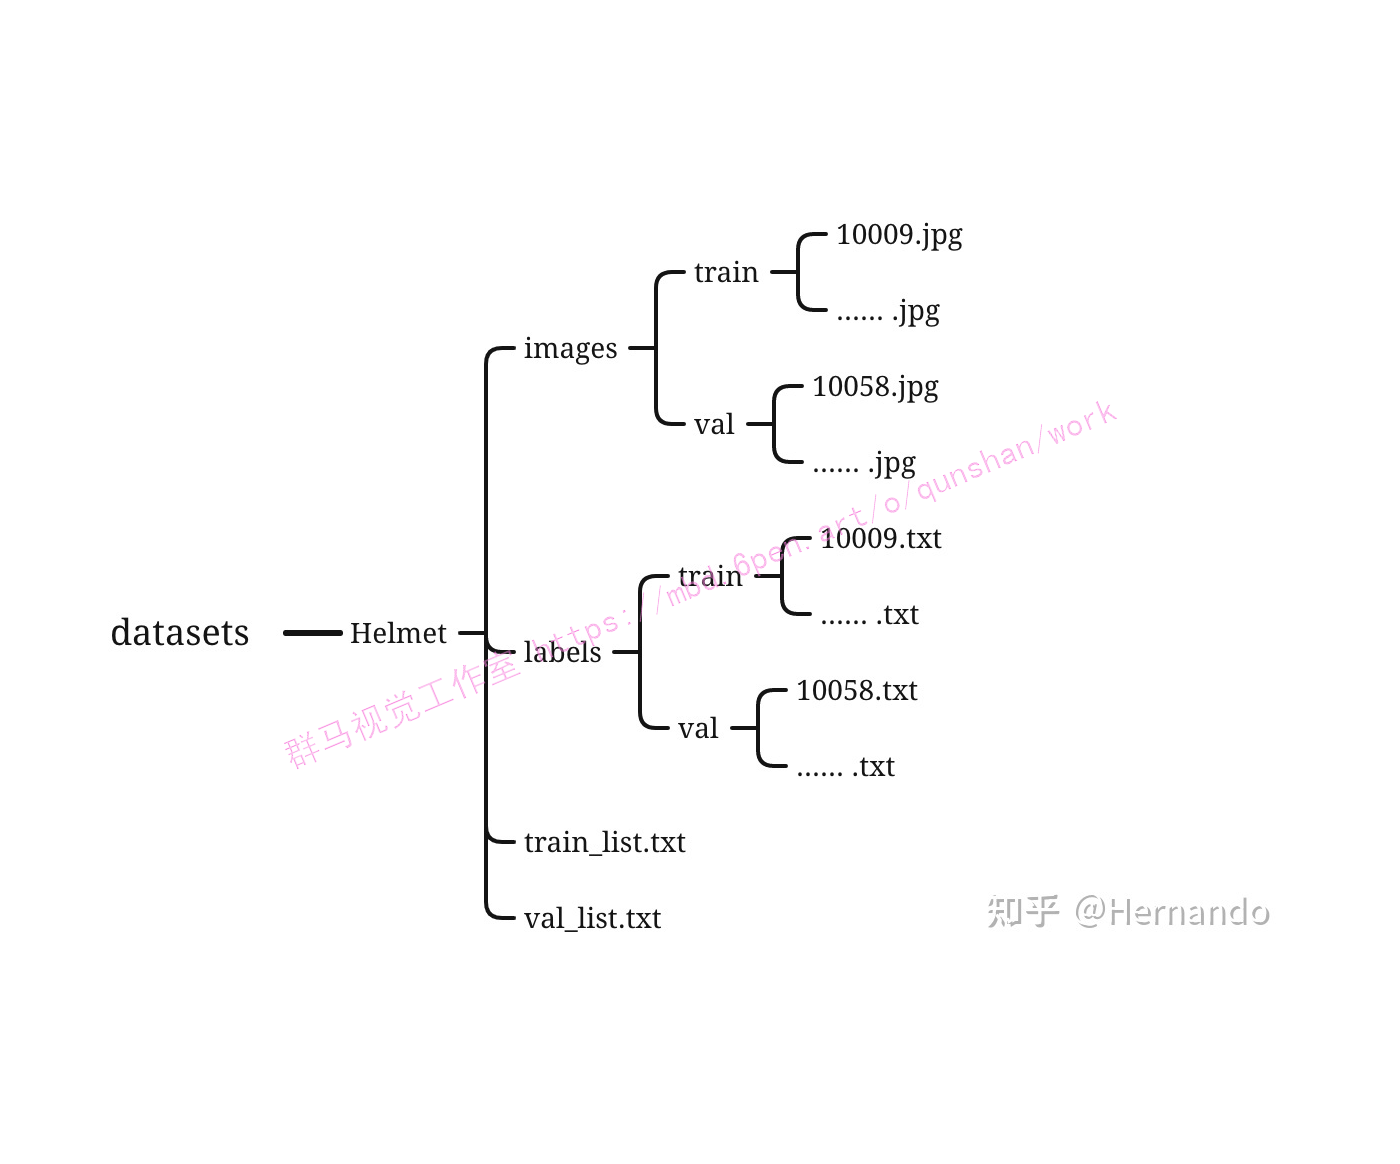 datasets
Helmet
images
train
10009.jpg
...... .jpg
val
10058.jpg
...... .jpg
labels
train
10009.txt
...... .txt
val
10058.txt
...... .txt
train_list.txt
val_list.txt
群马视觉工作室 https://mbd.6pen.art/o/qunshan/work
知乎 @Hernando